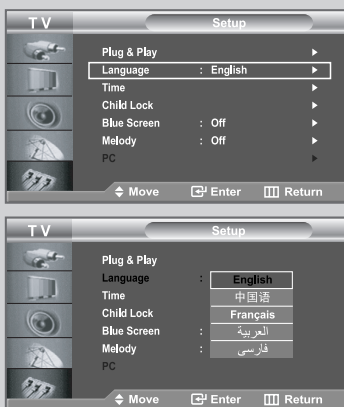 TV Setup
Plug & Play
Language : English
Time
Child Lock
Blue Screen : Off
Melody : Off
PC
Move Enter Return
TV Setup
Plug & Play
Language : English
Time 中国语
Child Lock Français
Blue Screen : العربية
Melody : فارسی
PC
Move Enter Return